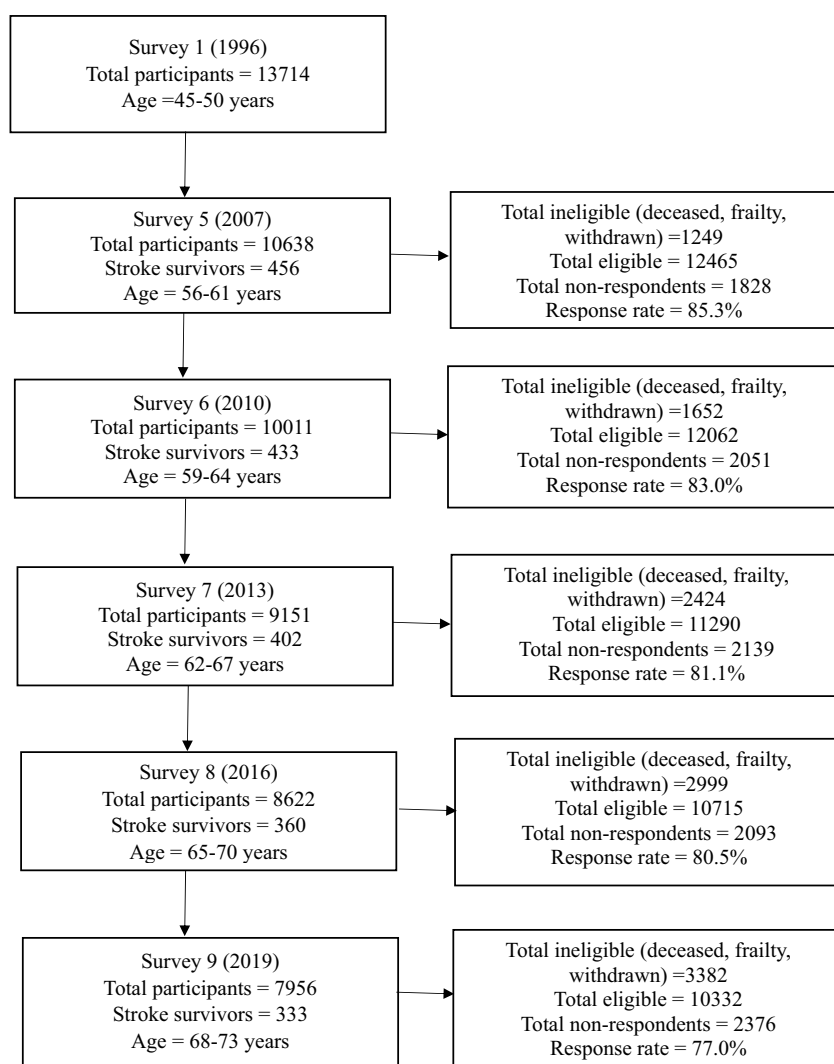 Survey 1 (1996)
Total participants = 13714
Age =45-50 years
Survey 5 (2007)
Total participants = 10638
Stroke survivors = 456
Age = 56-61 years
Total ineligible (deceased, frailty,
withdrawn) =1249
Total eligible = 12465
Total non-respondents = 1828
Response rate = 85.3%
Survey 6 (2010)
Total participants = 10011
Stroke survivors = 433
Age = 59-64 years
Total ineligible (deceased, frailty,
withdrawn) =1652
Total eligible = 12062
Total non-respondents = 2051
Response rate = 83.0%
Survey 7 (2013)
Total participants = 9151
Stroke survivors = 402
Age = 62-67 years
Total ineligible (deceased, frailty,
withdrawn) =2424
Total eligible = 11290
Total non-respondents = 2139
Response rate = 81.1%
Survey 8 (2016)
Total participants = 8622
Stroke survivors = 360
Age = 65-70 years
Total ineligible (deceased, frailty,
withdrawn) =2999
Total eligible = 10715
Total non-respondents = 2093
Response rate = 80.5%
Survey 9 (2019)
Total participants = 7956
Stroke survivors = 333
Age = 68-73 years
Total ineligible (deceased, frailty,
withdrawn) =3382
Total eligible = 10332
Total non-respondents = 2376
Response rate = 77.0%